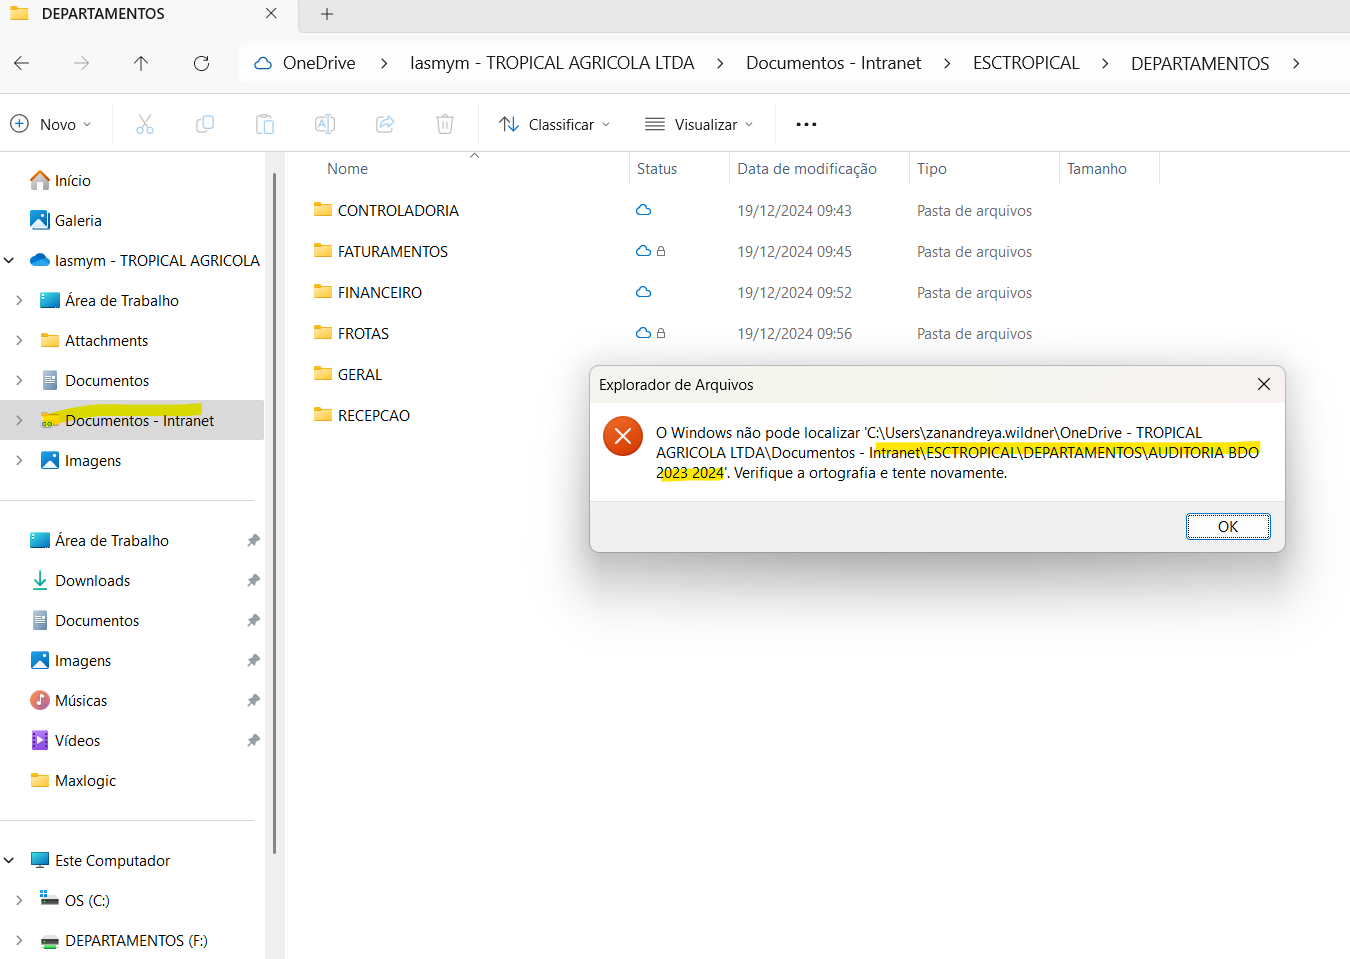 DEPARTAMENTOS
OneDrive > Iasmym - TROPICAL AGRICOLA LTDA > Documentos - Intranet > ESCTROPICAL > DEPARTAMENTOS >
Novo
Classificar
Visualizar
Nome Status Data de modificação Tipo Tamanho
CONTROLADORIA 19/12/2024 09:43 Pasta de arquivos
FATURAMENTOS 19/12/2024 09:45 Pasta de arquivos
FINANCEIRO 19/12/2024 09:52 Pasta de arquivos
FROTAS 19/12/2024 09:56 Pasta de arquivos
GERAL
RECEPCAO
Início
Galeria
Iasmym - TROPICAL AGRICOLA
Área de Trabalho
Attachments
Documentos
Documentos - Intranet
Imagens
Área de Trabalho
Downloads
Documentos
Imagens
Músicas
Vídeos
Maxlogic
Este Computador
OS (C:)
DEPARTAMENTOS (F:)
Explorador de Arquivos
O Windows não pode localizar 'C:\Users\zanandreya.wildner\OneDrive - TROPICAL
AGRICOLA LTDA\Documentos - Intranet\ESCTROPICAL\DEPARTAMENTOS\AUDITORIA BDO
2023 2024'. Verifique a ortografia e tente novamente.
OK